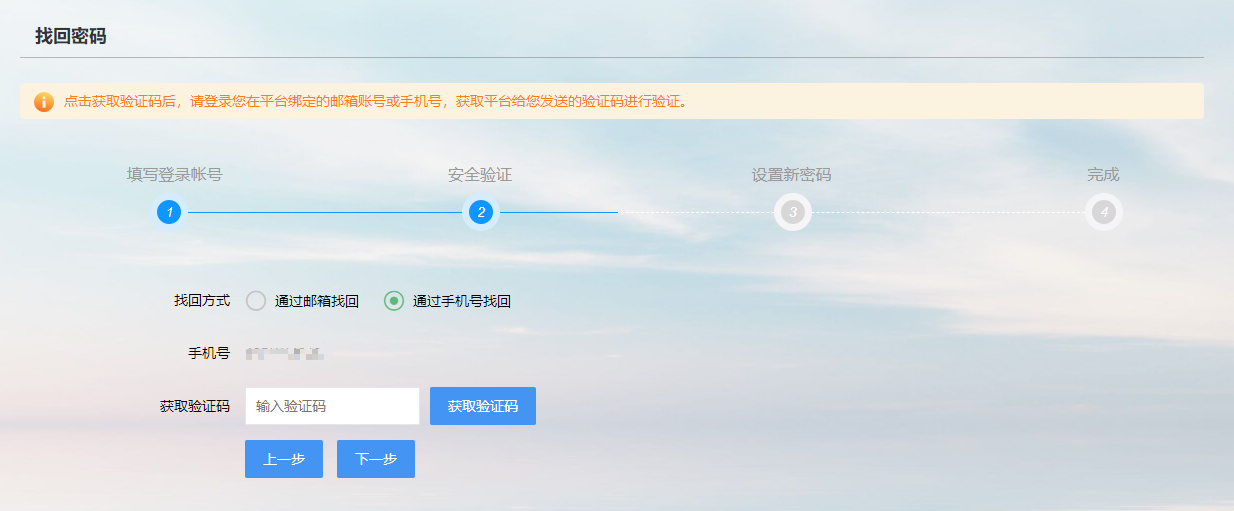 找回密码
点击获取验证码后，请登录您在平台绑定的邮箱账号或手机号，获取平台给您发送的验证码进行验证。
填写登录帐号 安全验证 设置新密码 完成
1 2 3 4
找回方式 通过邮箱找回 通过手机号找回
手机号
获取验证码 输入验证码 获取验证码
上一步 下一步